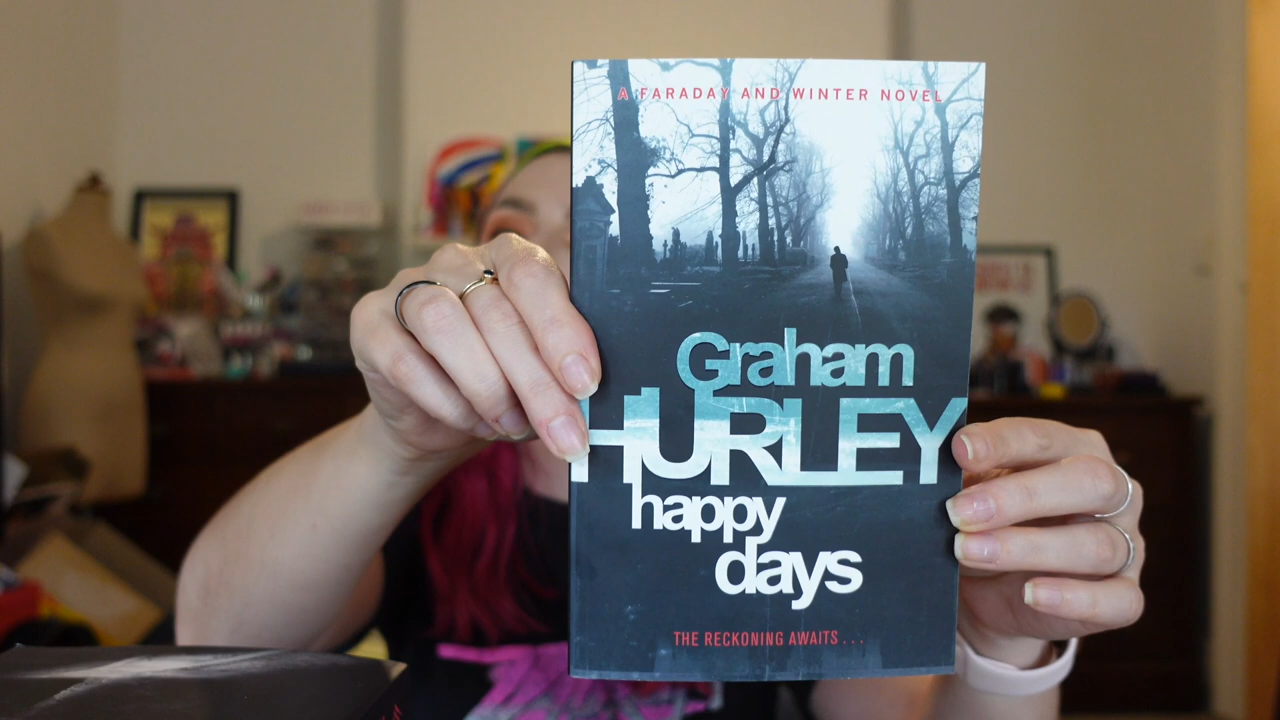 A FARADAY AND WINTER NOVEL
Graham
HURLEY
happy
days
THE RECKONING AWAITS . . .